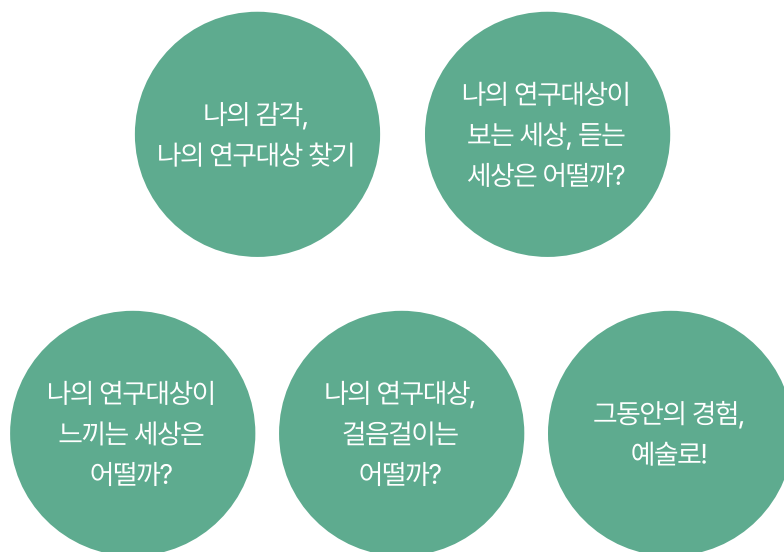 나의 감각,
나의 연구대상 찾기
나의 연구대상이
보는 세상, 듣는
세상은 어떨까?
나의 연구대상이
느끼는 세상은
어떨까?
나의 연구대상,
걸음걸이는
어떨까?
그동안의 경험,
예술로!